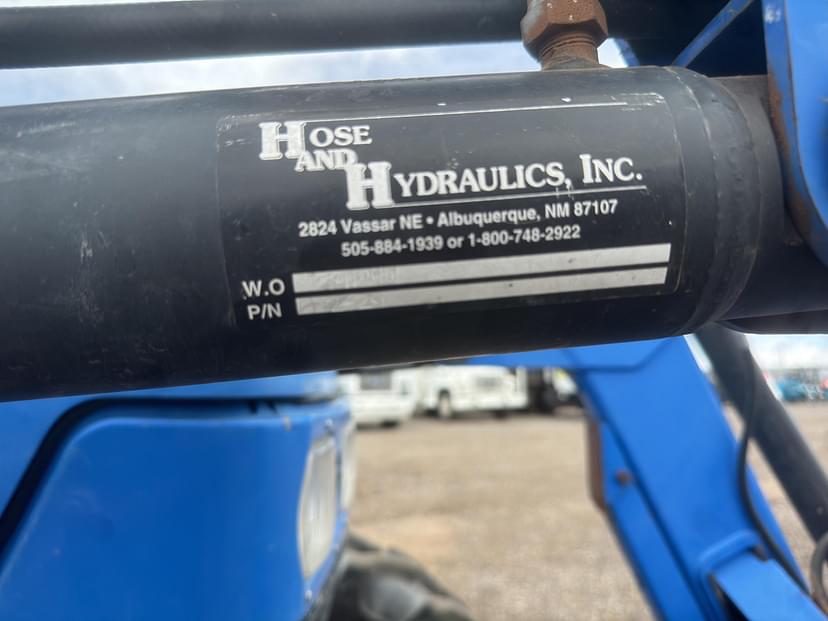 HOSE
AND
HYDRAULICS, INC.
2824 Vassar NE • Albuquerque, NM 87107
505-884-1939 or 1-800-748-2922
W.O
P/N